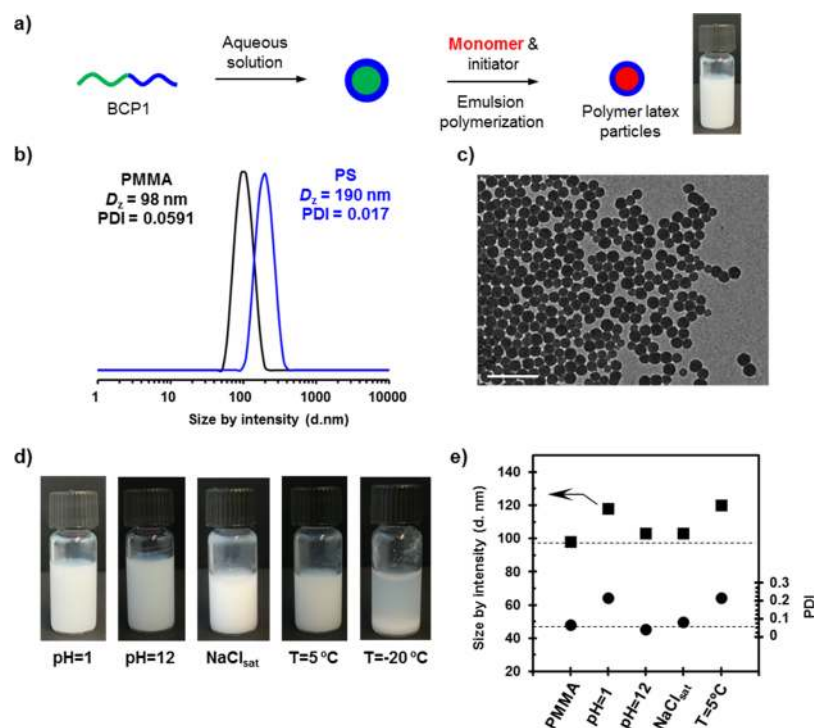 a)
Aqueous
solution
Monomer &
initiator
Emulsion
polymerization
BCP1
Polymer latex
particles
b)
PMMA
Dz = 98 nm
PDI = 0.0591
PS
Dz = 190 nm
PDI = 0.017
1 10 100 1000 10000
Size by intensity (d.nm)
c)
d)
pH=1 pH=12 NaClsat T=5 ºC T=-20 ºC
e)
140
120
100
80
60
40
20
Size by intensity (d. nm)
0.3
0.2
0.1
0
PDI
PMMA
pH=1
pH=12
NaClsat
T=5ºC